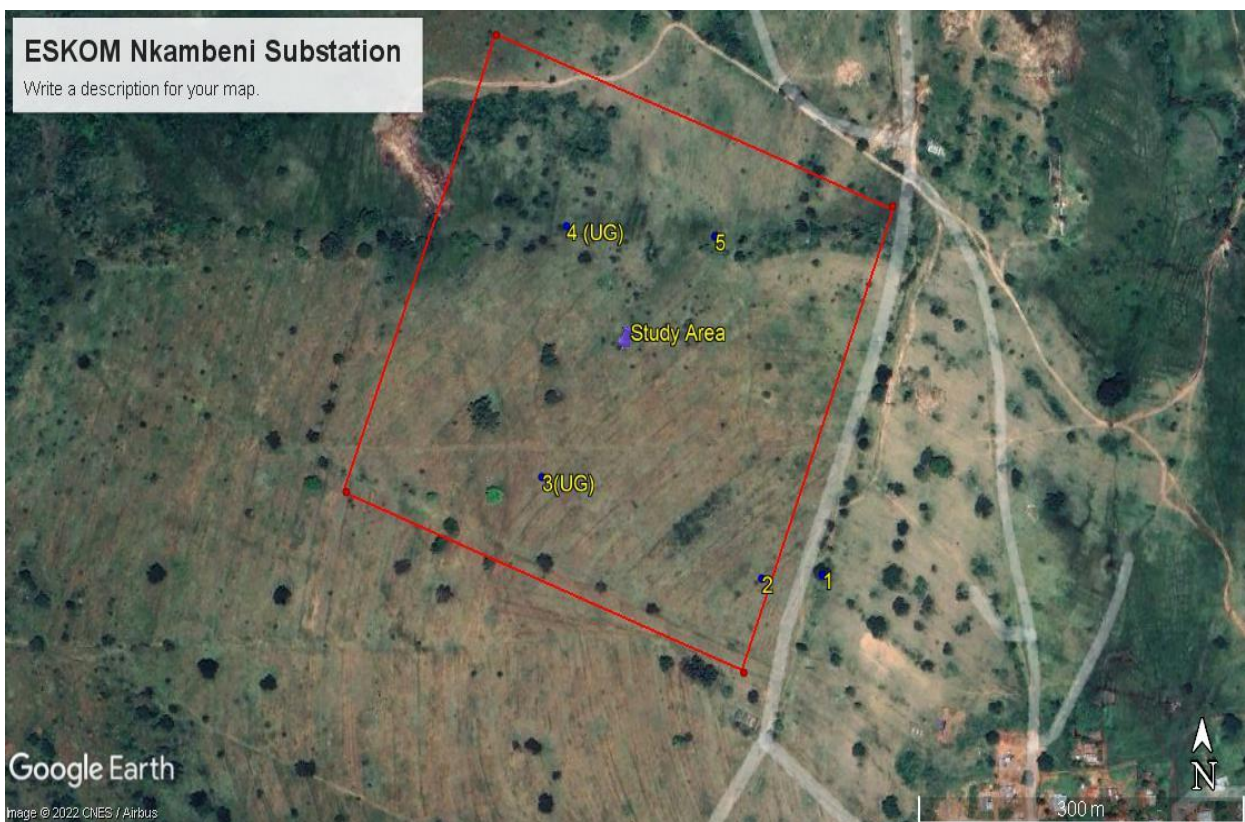 ESKOM Nkambeni Substation
Write a description for your map.
4 (UG)
5
Study Area
3(UG)
2
1
Google Earth
N
Image © 2022 CNES / Airbus
300 m